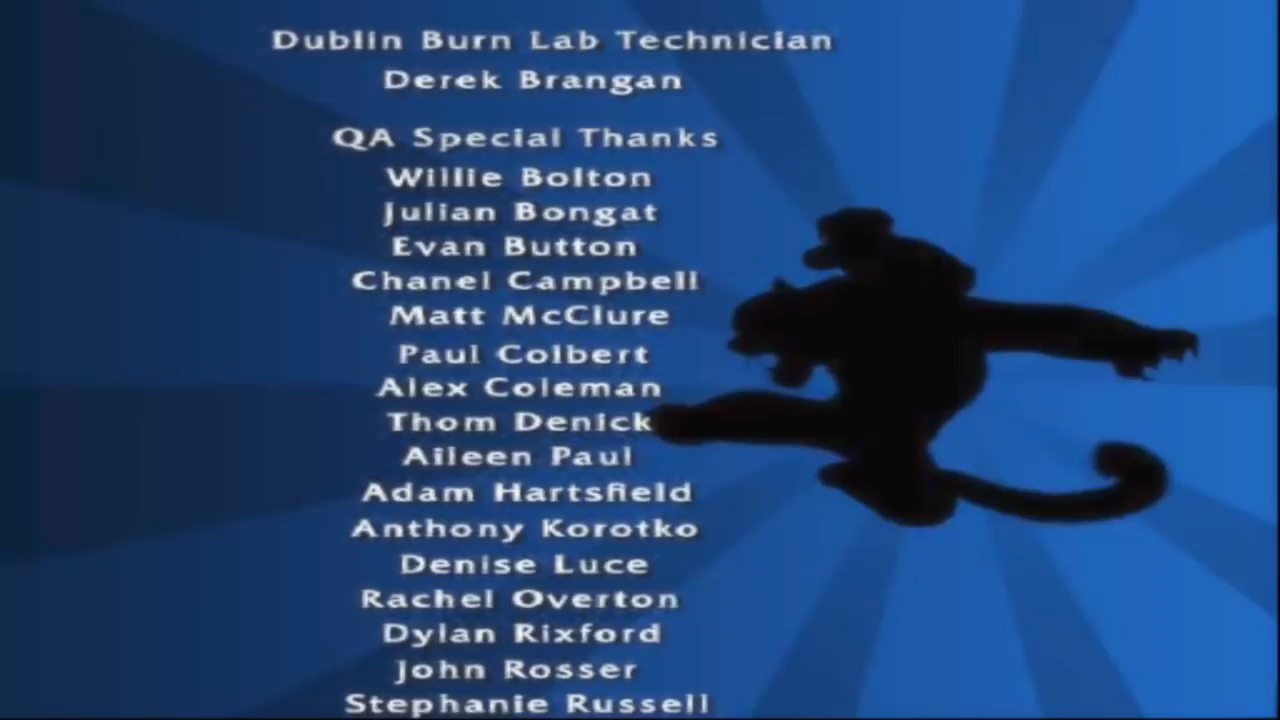 Dublin Burn Lab Technician
Derek Brangan
QA Special Thanks
Willie Bolton
Julian Bongat
Evan Button
Chanel Campbell
Matt McClure
Paul Colbert
Alex Coleman
Thom Denick
Aileen Paul
Adam Hartsfield
Anthony Korotko
Denise Luce
Rachel Overton
Dylan Rixford
John Rosser
Stephanie Russell